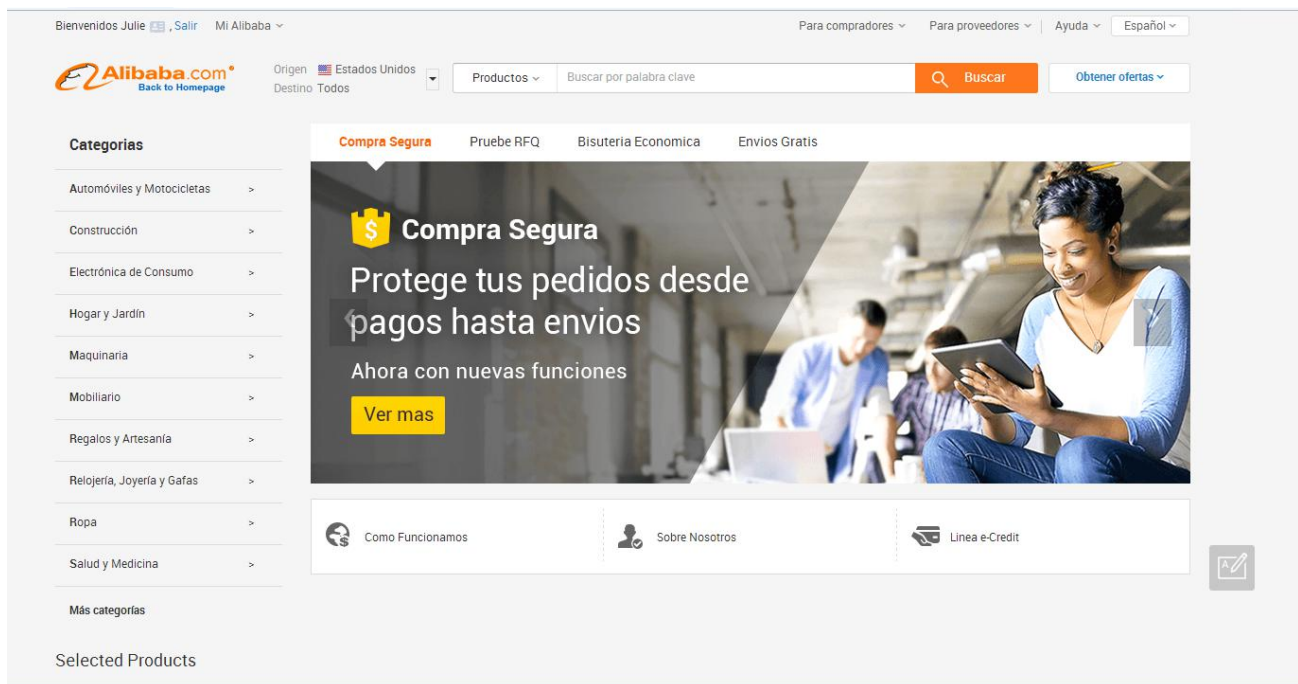 Bienvenidos Julie , Salir Mi Alibaba
Para compradores Para proveedores Ayuda Español
Alibaba.com
Back to Homepage
Origen Estados Unidos
Destino Todos
Productos Buscar por palabra clave Buscar
Obtener ofertas
Categorias
Automóviles y Motocicletas >
Construcción >
Electrónica de Consumo >
Hogar y Jardín >
Maquinaria >
Mobiliario >
Regalos y Artesanía >
Relojería, Joyería y Gafas >
Ropa >
Salud y Medicina >
Más categorías
Compra Segura Pruebe RFQ Bisuteria Economica Envios Gratis
$ Compra Segura
Protege tus pedidos desde
pagos hasta envios
Ahora con nuevas funciones
Ver mas
Como Funcionamos Sobre Nosotros Linea e-Credit
Selected Products